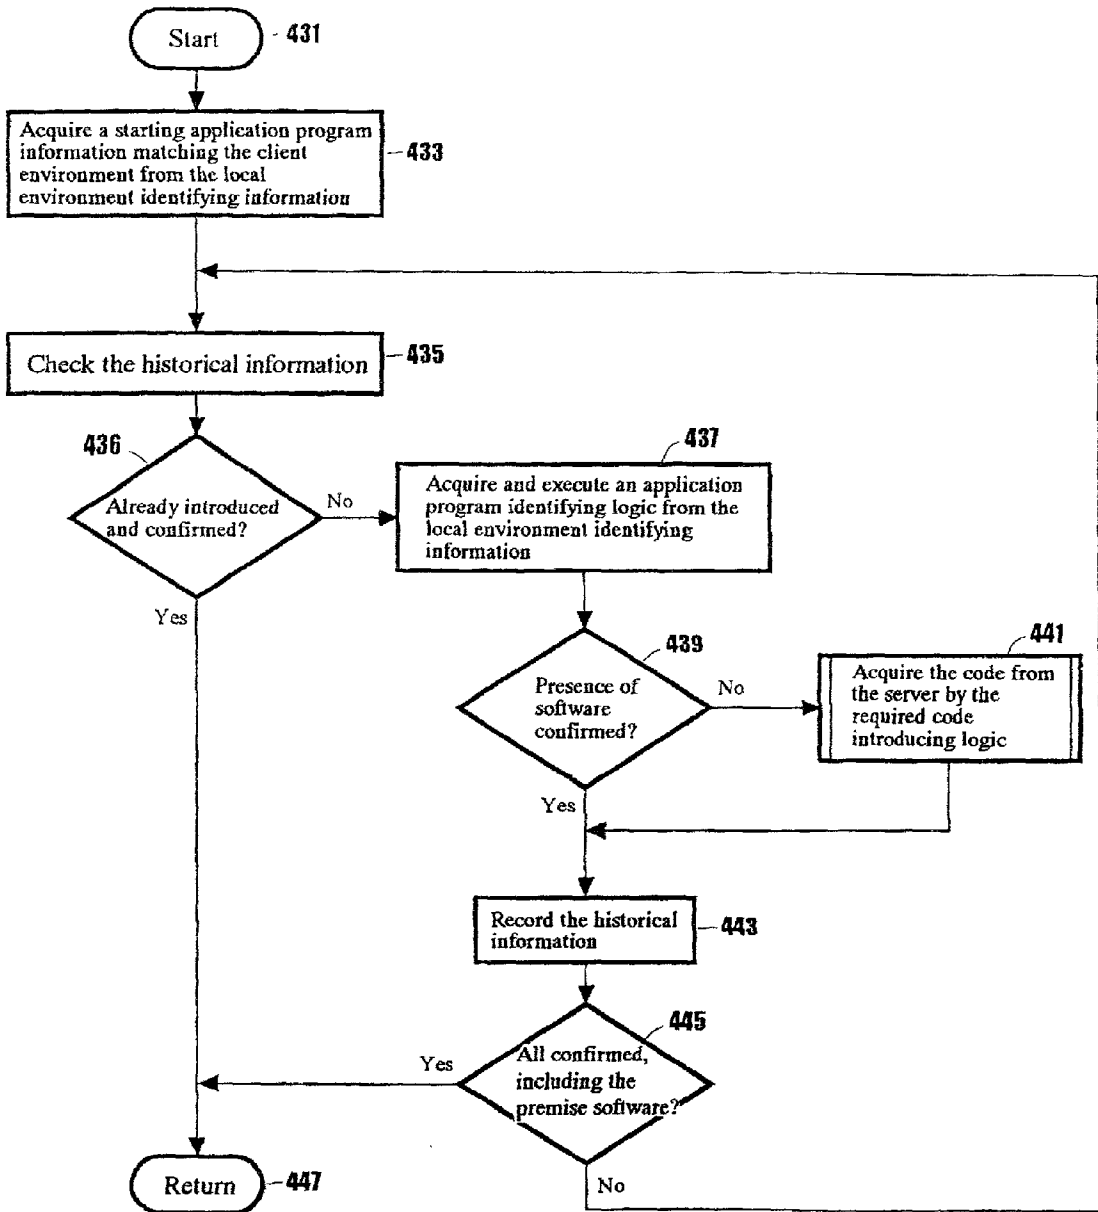 Start
431
Acquire a starting application program
information matching the client
environment from the local
environment identifying information
433
Check the historical information
435
436
Already introduced
and confirmed?
No
Yes
437
Acquire and execute an application
program identifying logic from the
local environment identifying
information
439
Presence of
software
confirmed?
No
Yes
441
Acquire the code from
the server by the
required code
introducing logic
Record the historical
information
443
445
All confirmed,
including the
premise software?
Yes
No
Return
447